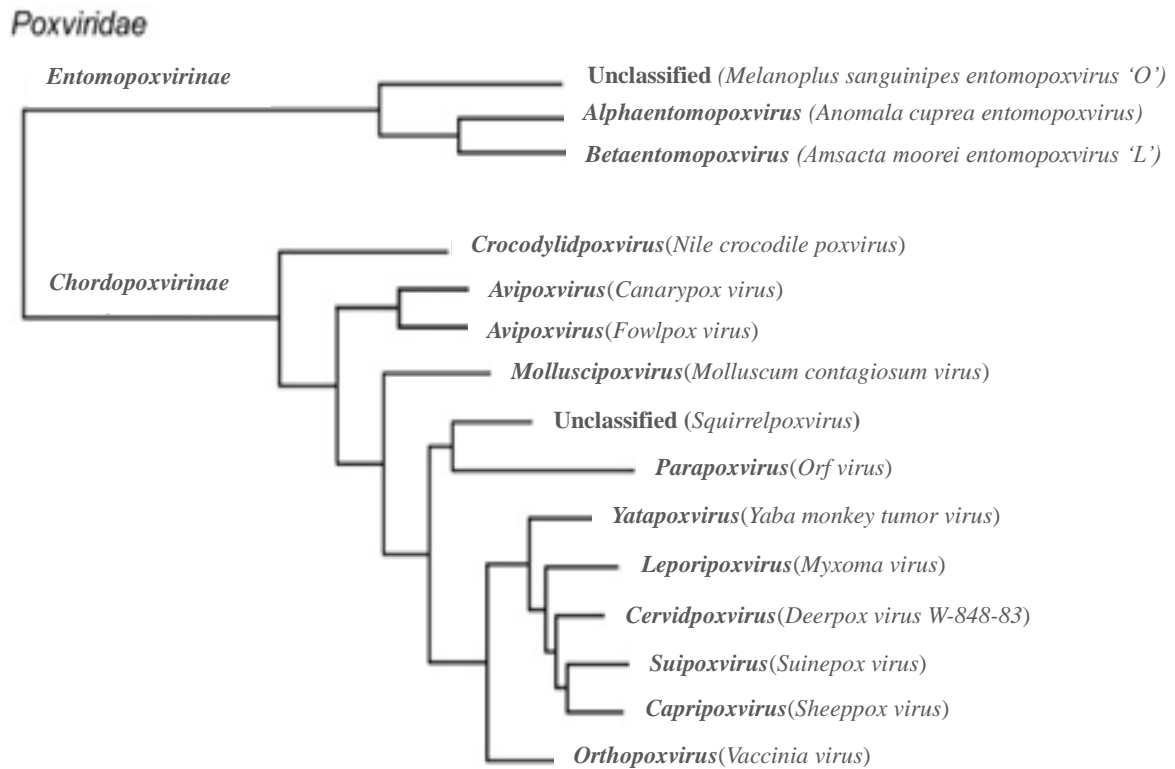 Poxviridae
Entomopoxvirinae
Unclassified (Melanoplus sanguinipes entomopoxvirus ‘O’)
Alphaentomopoxvirus (Anomala cuprea entomopoxvirus)
Betaentomopoxvirus (Amsacta moorei entomopoxvirus ‘L’)
Crocodylidpoxvirus(Nile crocodile poxvirus)
Chordopoxvirinae
Avipoxvirus(Canarypox virus)
Avipoxvirus(Fowlpox virus)
Molluscipoxvirus(Molluscum contagiosum virus)
Unclassified (Squirrelpoxvirus)
Parapoxvirus(Orf virus)
Yatapoxvirus(Yaba monkey tumor virus)
Leporipoxvirus(Myxoma virus)
Cervidpoxvirus(Deerpox virus W-848-83)
Suipoxvirus(Suinepox virus)
Capripoxvirus(Sheeppox virus)
Orthopoxvirus(Vaccinia virus)